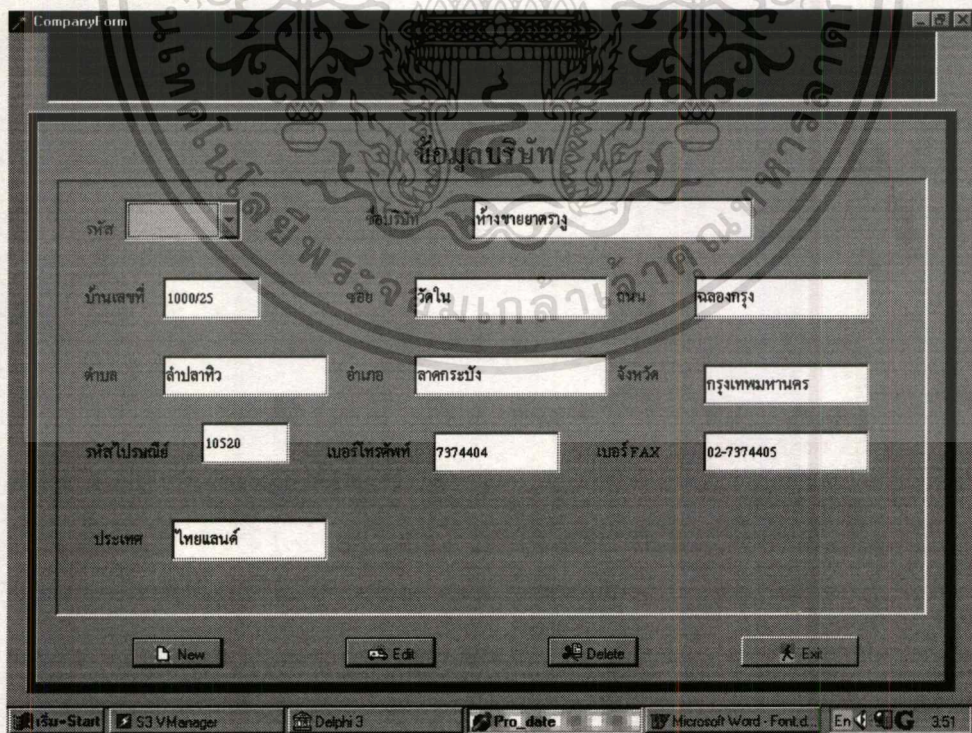 CompanyForm
ข้อมูลบริษัท
รหัส ชื่อบริษัท ห้างขายยาตรางู
บ้านเลขที่ 1000/25 ซอย วัดใน ถนน ฉลองกรุง
ตำบล ลำปลาทิว อำเภอ ลาดกระบัง จังหวัด กรุงเทพมหานคร
รหัสไปรษณีย์ 10520 เบอร์โทรศัพท์ 7374404 เบอร์ FAX 02-7374405
ประเทศ ไทยแลนด์
New Edit Delete Exit
เริ่ม-Start S3 VManager Delphi 3 Pro_date Microsoft Word - Font.d... En 3:51